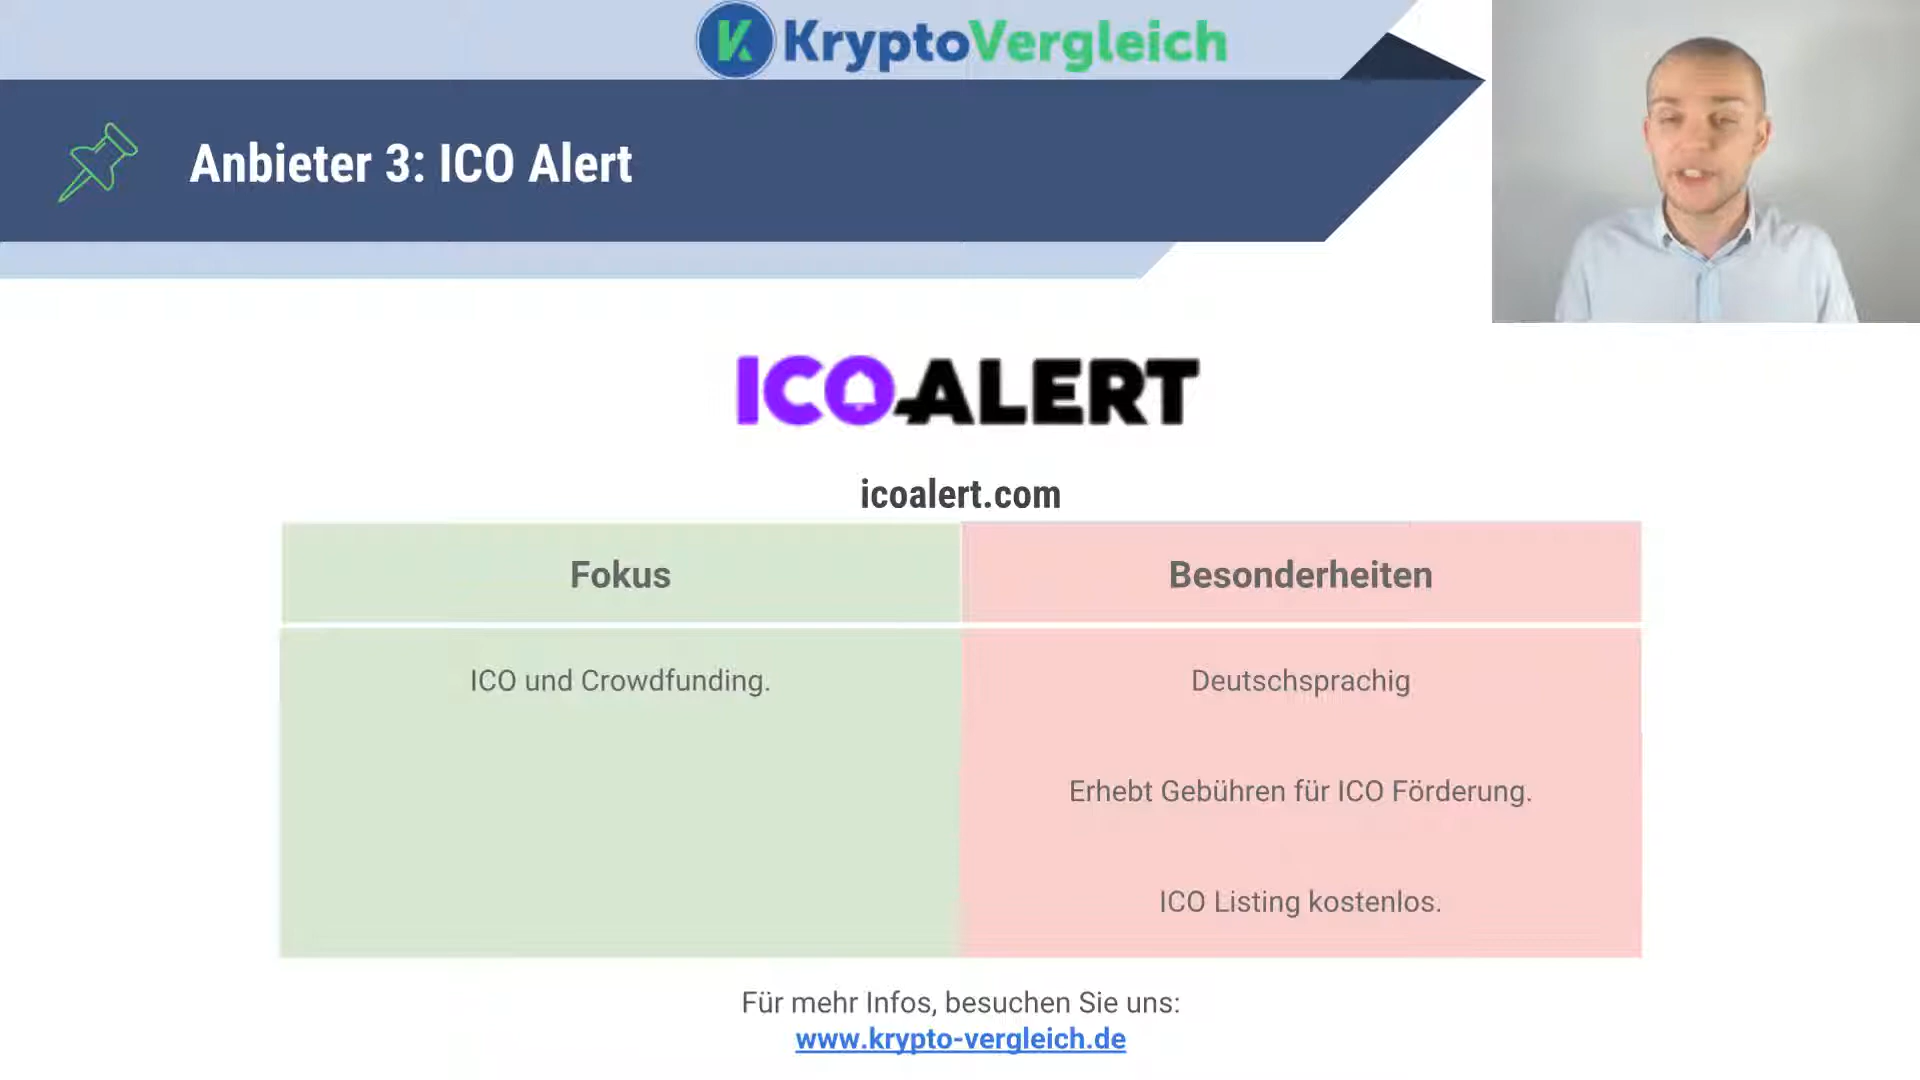 KryptoVergleich
Anbieter 3: ICO Alert
ICO ALERT
icoalert.com
Fokus
Besonderheiten
ICO und Crowdfunding.
Deutschsprachig
Erhebt Gebühren für ICO Förderung.
ICO Listing kostenlos.
Für mehr Infos, besuchen Sie uns:
www.krypto-vergleich.de